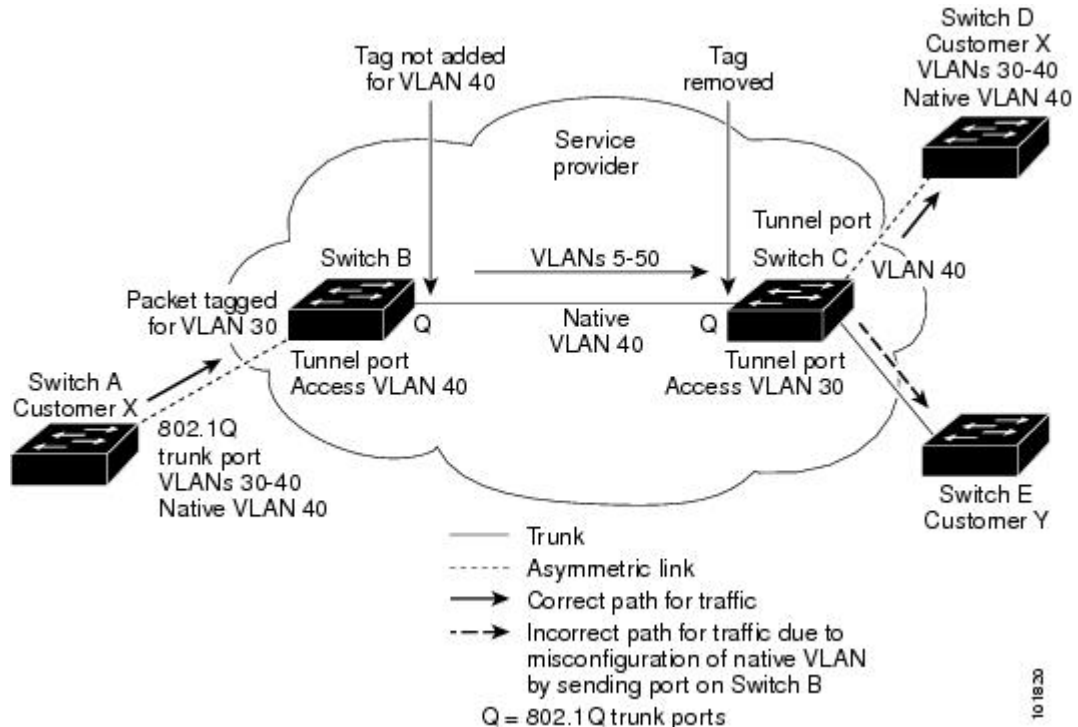 Tag not added
for VLAN 40
Tag
removed
Switch D
Customer X
VLANs 30-40
Native VLAN 40
Service
provider
Tunnel port
Switch B
VLANs 5-50
Switch C
VLAN 40
Packet tagged
for VLAN 30
Q
Native
VLAN 40
Q
Tunnel port
Access VLAN 40
Tunnel port
Access VLAN 30
Switch A
Customer X
802.1Q
trunk port
VLANs 30-40
Native VLAN 40
Switch E
Customer Y
Trunk
Asymmetric link
Correct path for traffic
Incorrect path for traffic due to
misconfiguration of native VLAN
by sending port on Switch B
Q = 802.1Q trunk ports
101820